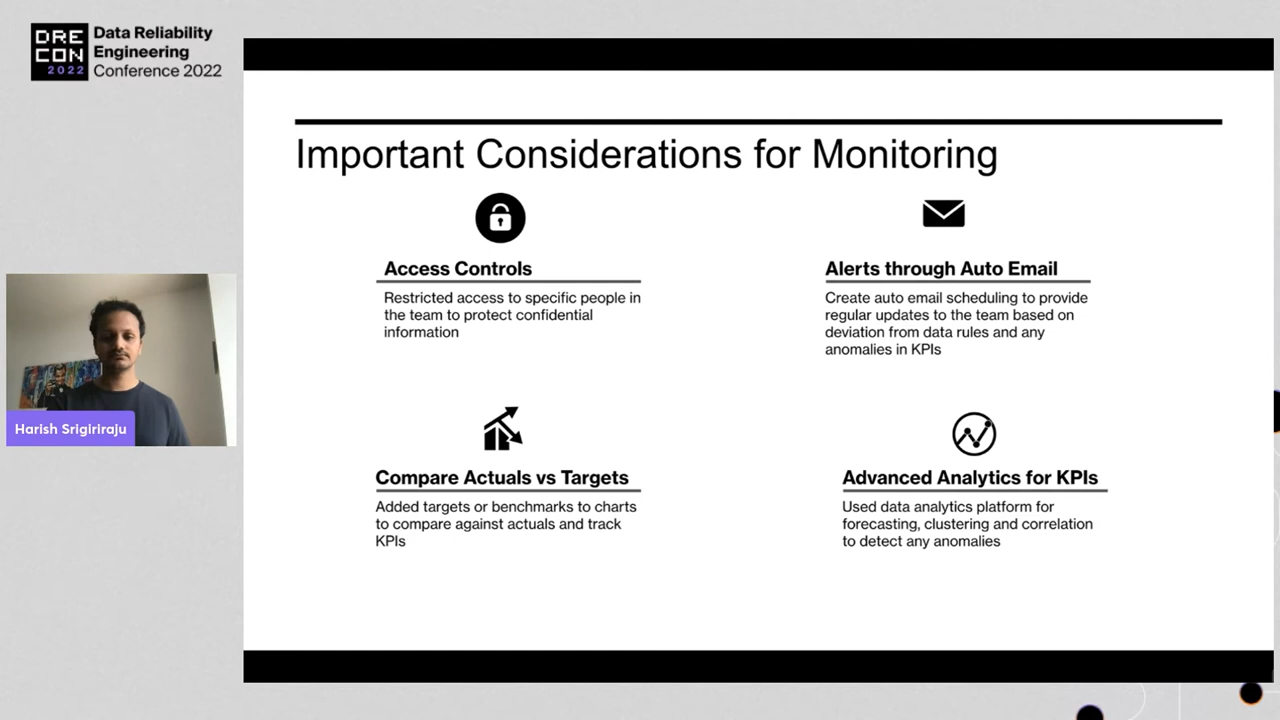 DRE
CON
2022
Data Reliability
Engineering
Conference 2022
Important Considerations for Monitoring
Access Controls
Restricted access to specific people in
the team to protect confidential
information
Alerts through Auto Email
Create auto email scheduling to provide
regular updates to the team based on
deviation from data rules and any
anomalies in KPIs
Harish Srigiriraju
Compare Actuals vs Targets
Added targets or benchmarks to charts
to compare against actuals and track
KPIs
Advanced Analytics for KPIs
Used data analytics platform for
forecasting, clustering and correlation
to detect any anomalies